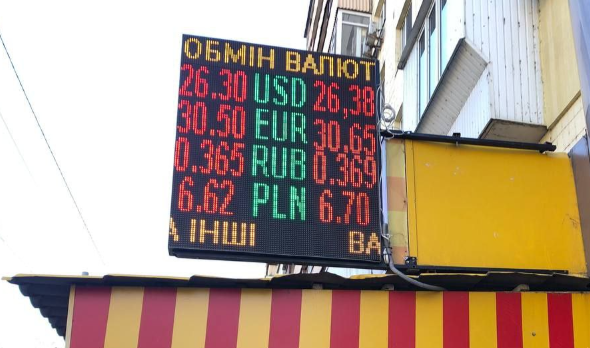 ОБМІН ВАЛЮТ
26.30 USD 26,38
30.50 EUR 30.65
0.365 RUB 0.369
6.62 PLN 6.70
А ІНШІ ВА